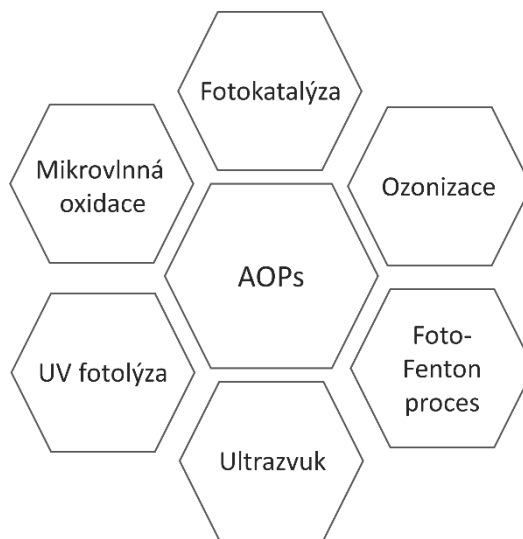 Fotokatalýza
Mikrovlnná
oxidace
Ozonizace
AOPs
UV fotolýza
Foto-
Fenton
proces
Ultrazvuk